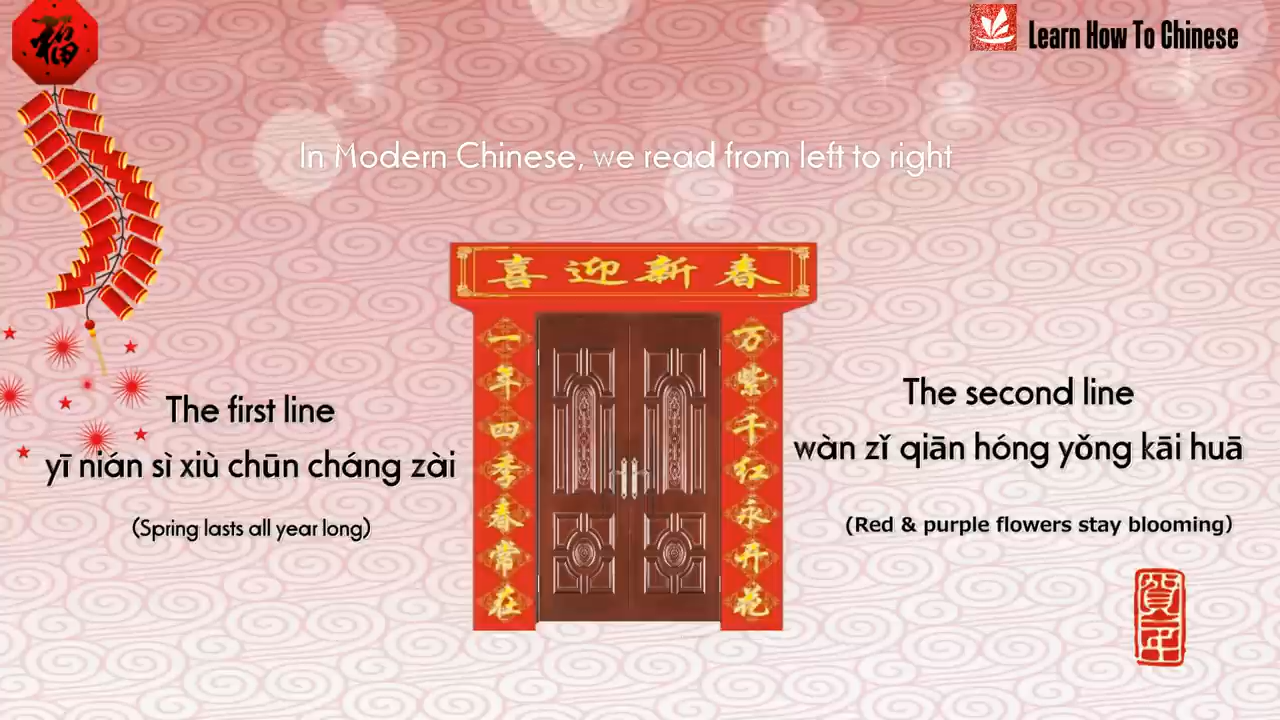 福
Learn How To Chinese
In Modern Chinese, we read from left to right
喜迎新春
The first line
yī nián sì xiù chūn cháng zài
(Spring lasts all year long)
一年四季春常在
万紫千红永开花
The second line
wàn zǐ qiān hóng yǒng kāi huā
(Red & purple flowers stay blooming)
賀正